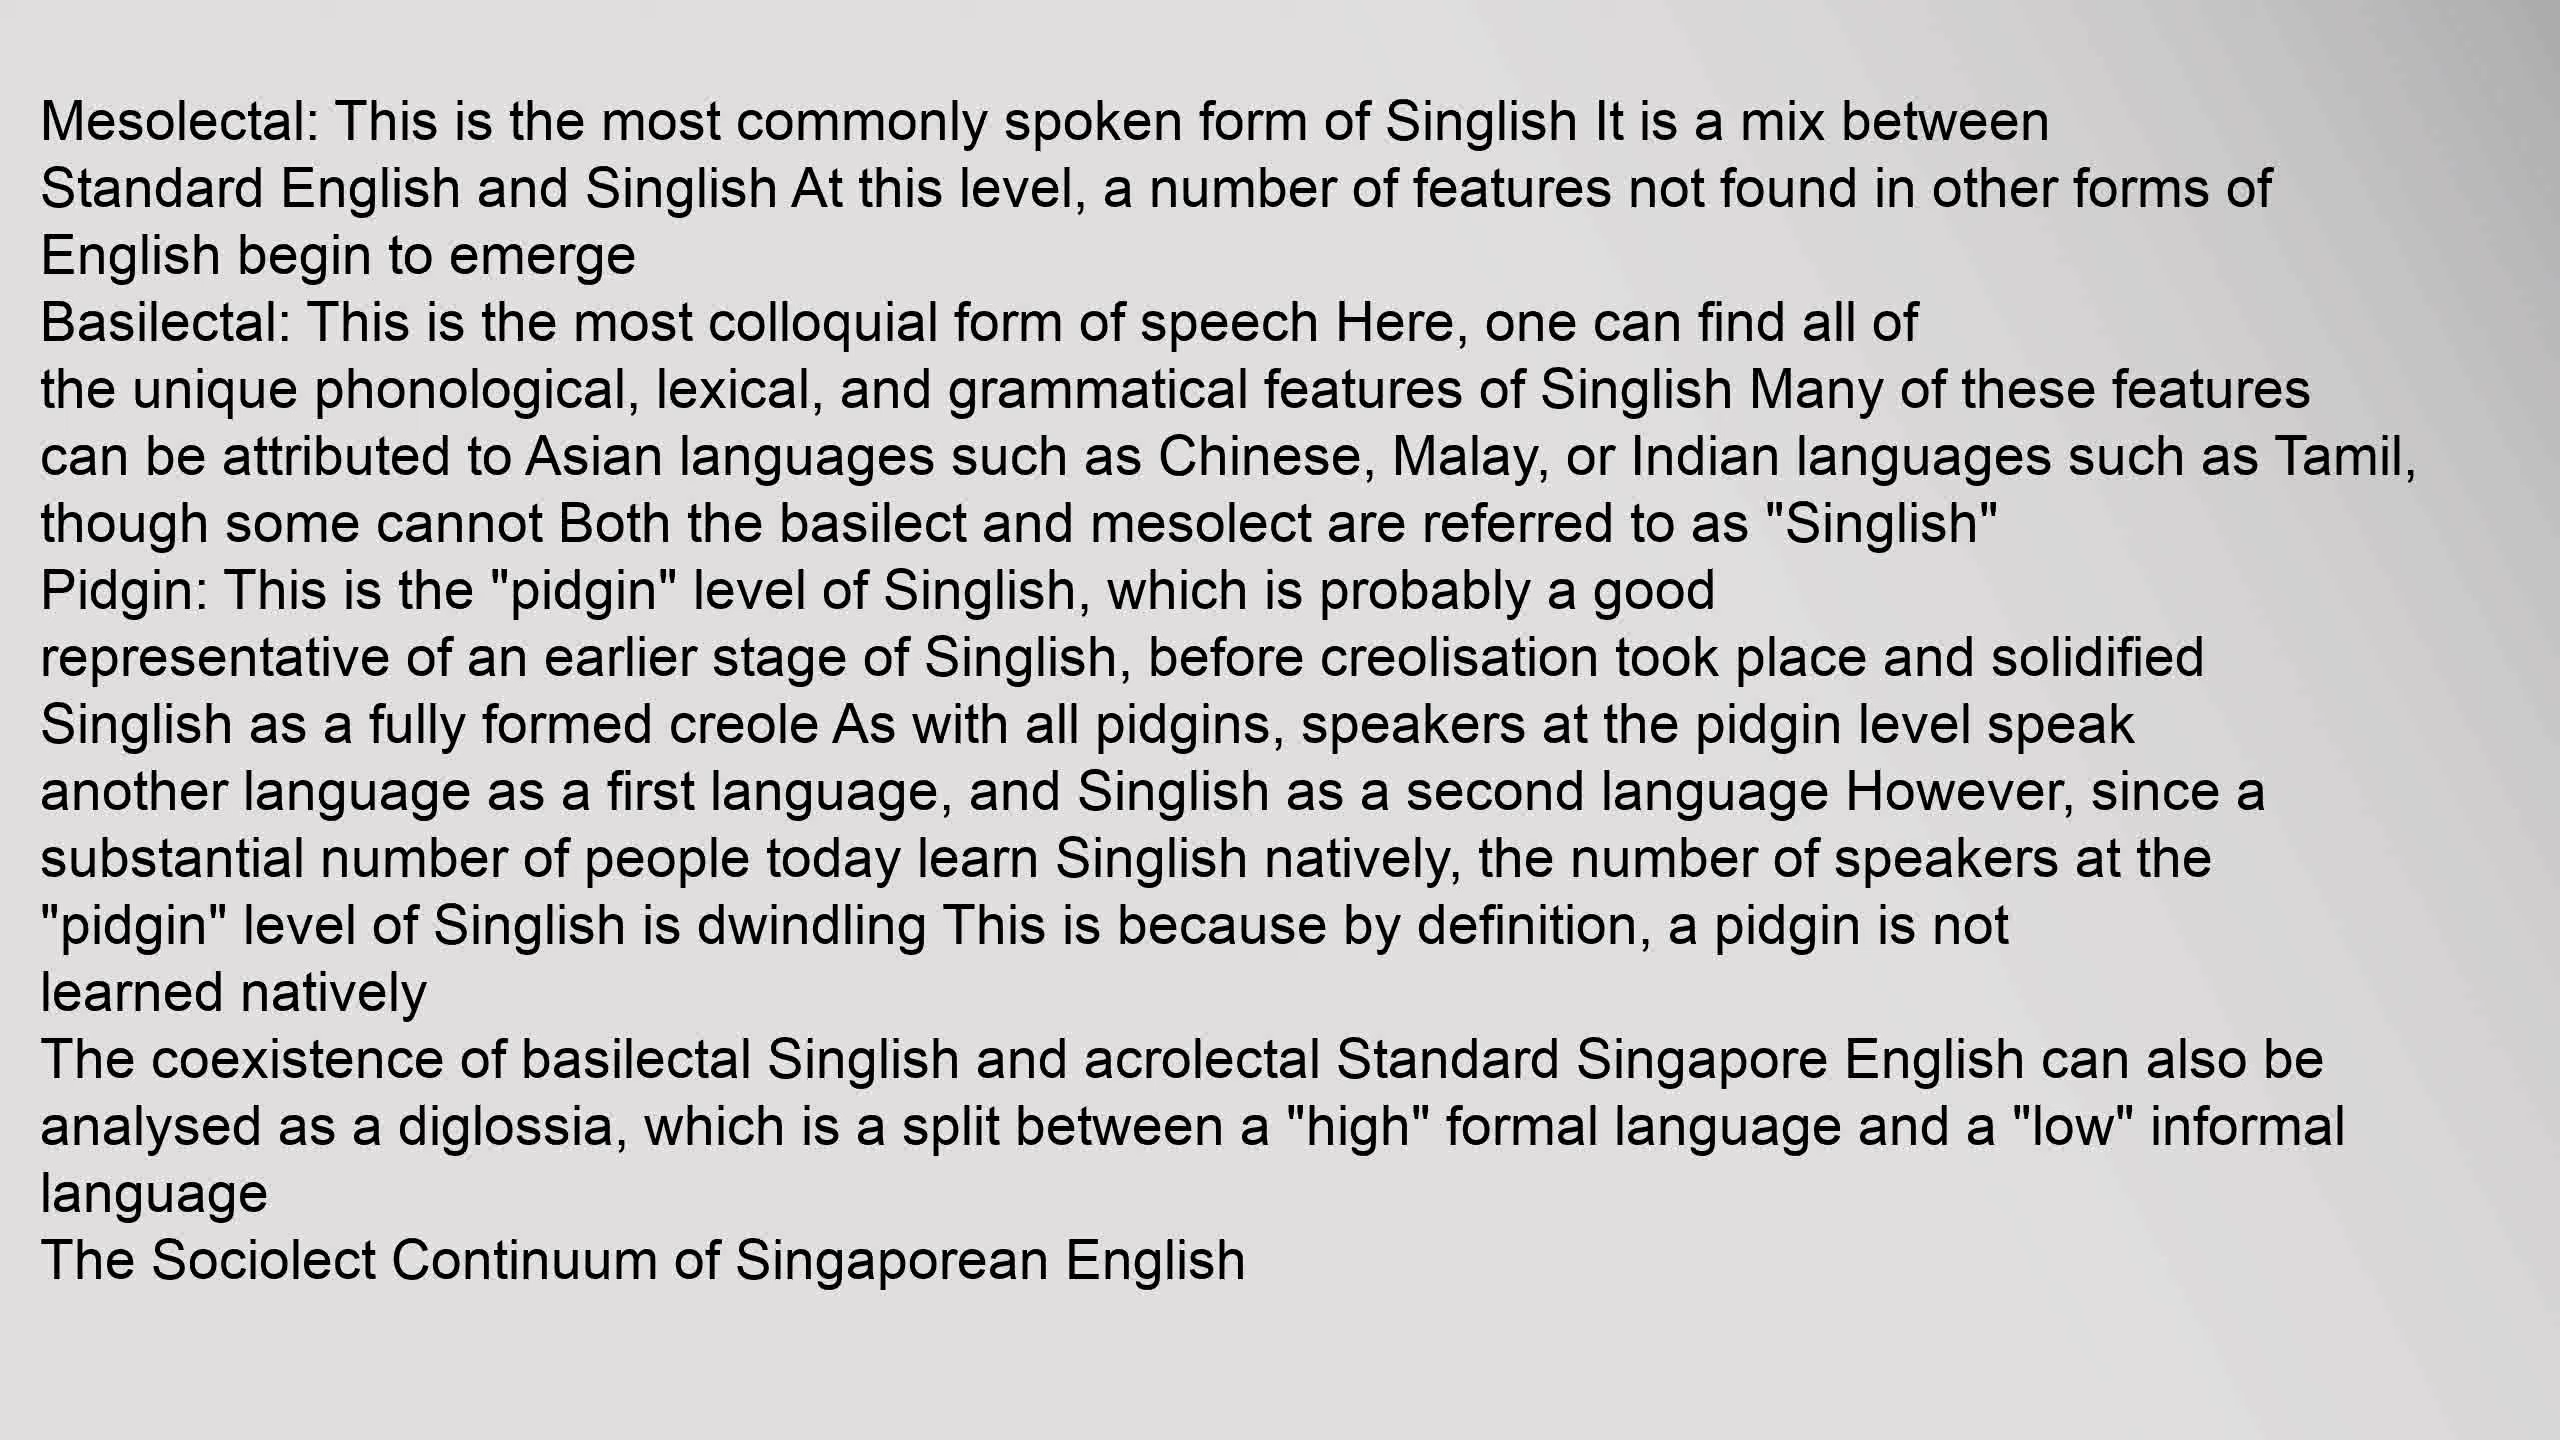 Mesolectal: This is the most commonly spoken form of Singlish It is a mix between
Standard English and Singlish At this level, a number of features not found in other forms of
English begin to emerge
Basilectal: This is the most colloquial form of speech Here, one can find all of
the unique phonological, lexical, and grammatical features of Singlish Many of these features
can be attributed to Asian languages such as Chinese, Malay, or Indian languages such as Tamil,
though some cannot Both the basilect and mesolect are referred to as "Singlish"
Pidgin: This is the "pidgin" level of Singlish, which is probably a good
representative of an earlier stage of Singlish, before creolisation took place and solidified
Singlish as a fully formed creole As with all pidgins, speakers at the pidgin level speak
another language as a first language, and Singlish as a second language However, since a
substantial number of people today learn Singlish natively, the number of speakers at the
"pidgin" level of Singlish is dwindling This is because by definition, a pidgin is not
learned natively
The coexistence of basilectal Singlish and acrolectal Standard Singapore English can also be
analysed as a diglossia, which is a split between a "high" formal language and a "low" informal
language
The Sociolect Continuum of Singaporean English